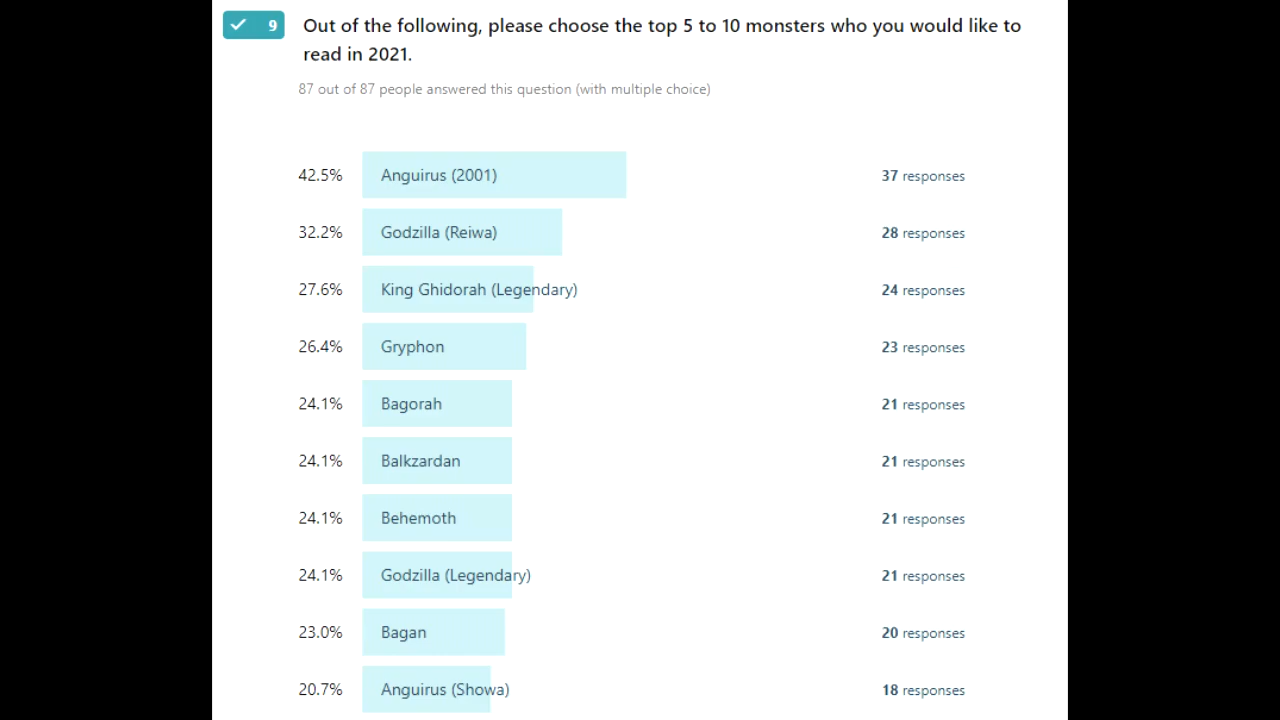 9 Out of the following, please choose the top 5 to 10 monsters who you would like to
read in 2021.
87 out of 87 people answered this question (with multiple choice)
42.5% Anguirus (2001) 37 responses
32.2% Godzilla (Reiwa) 28 responses
27.6% King Ghidorah (Legendary) 24 responses
26.4% Gryphon 23 responses
24.1% Bagorah 21 responses
24.1% Balkzardan 21 responses
24.1% Behemoth 21 responses
24.1% Godzilla (Legendary) 21 responses
23.0% Bagan 20 responses
20.7% Anguirus (Showa) 18 responses